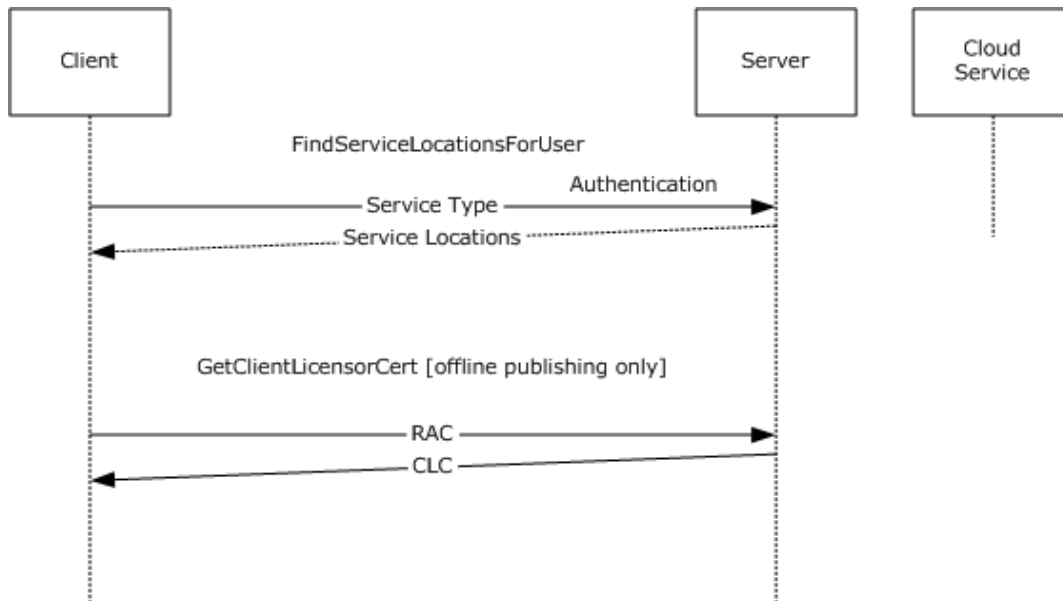 Client
Server
Cloud
Service
FindServiceLocationsForUser
Authentication
Service Type
Service Locations
GetClientLicensorCert [offline publishing only]
RAC
CLC